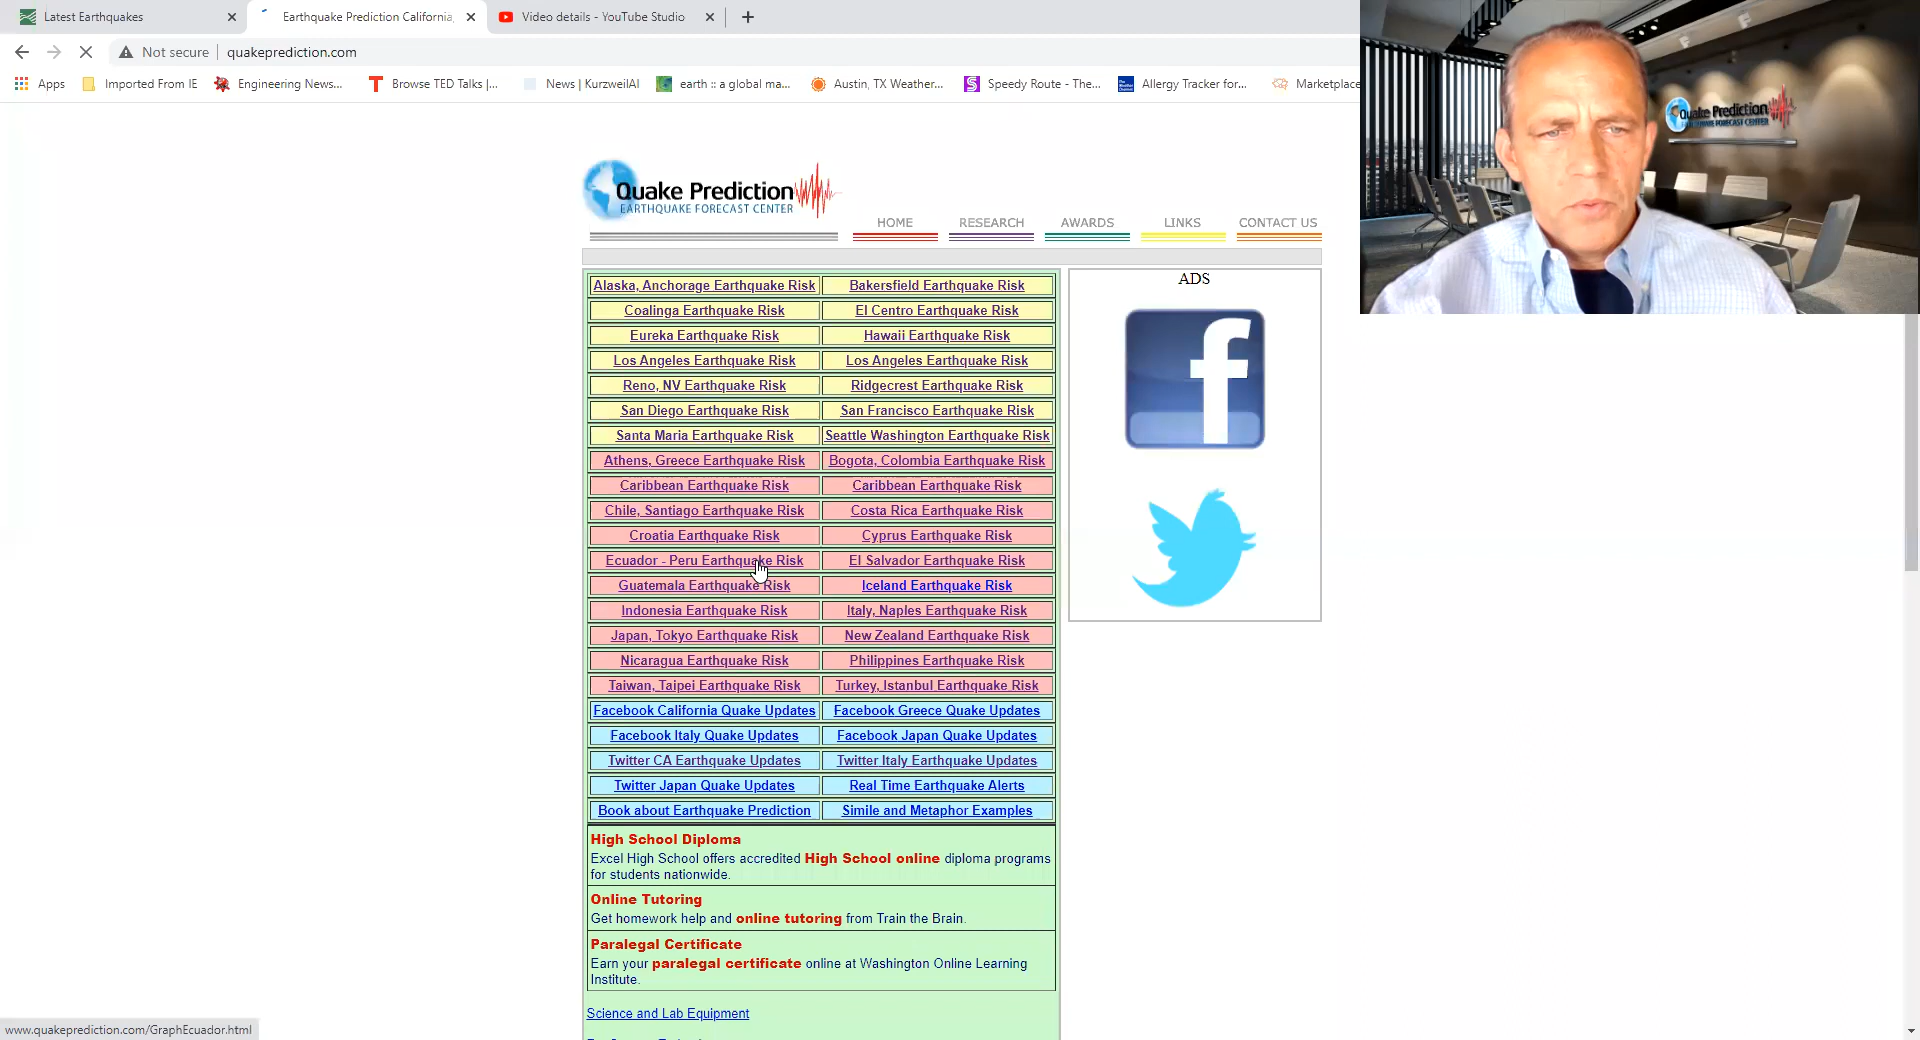 Latest Earthquakes
Earthquake Prediction California,
Video details - YouTube Studio
Not secure quakeprediction.com
Apps Imported From IE Engineering News... Browse TED Talks |... News | KurzweilAI earth :: a global ma... Austin, TX Weather... Speedy Route - The... Allergy Tracker for... Marketplace
Quake Prediction
EARTHQUAKE FORECAST CENTER
Quake Prediction
EARTHQUAKE FORECAST CENTER
HOME RESEARCH AWARDS LINKS CONTACT US
Alaska, Anchorage Earthquake Risk Bakersfield Earthquake Risk
Coalinga Earthquake Risk El Centro Earthquake Risk
Eureka Earthquake Risk Hawaii Earthquake Risk
Los Angeles Earthquake Risk Los Angeles Earthquake Risk
Reno, NV Earthquake Risk Ridgecrest Earthquake Risk
San Diego Earthquake Risk San Francisco Earthquake Risk
Santa Maria Earthquake Risk Seattle Washington Earthquake Risk
Athens, Greece Earthquake Risk Bogota, Colombia Earthquake Risk
Caribbean Earthquake Risk Caribbean Earthquake Risk
Chile, Santiago Earthquake Risk Costa Rica Earthquake Risk
Croatia Earthquake Risk Cyprus Earthquake Risk
Ecuador - Peru Earthquake Risk El Salvador Earthquake Risk
Guatemala Earthquake Risk Iceland Earthquake Risk
Indonesia Earthquake Risk Italy, Naples Earthquake Risk
Japan, Tokyo Earthquake Risk New Zealand Earthquake Risk
Nicaragua Earthquake Risk Philippines Earthquake Risk
Taiwan, Taipei Earthquake Risk Turkey, Istanbul Earthquake Risk
Facebook California Quake Updates Facebook Greece Quake Updates
Facebook Italy Quake Updates Facebook Japan Quake Updates
Twitter CA Earthquake Updates Twitter Italy Earthquake Updates
Twitter Japan Quake Updates Real Time Earthquake Alerts
Book about Earthquake Prediction Simile and Metaphor Examples
High School Diploma
Excel High School offers accredited High School online diploma programs
for students nationwide.
Online Tutoring
Get homework help and online tutoring from Train the Brain.
Paralegal Certificate
Earn your paralegal certificate online at Washington Online Learning
Institute.
Science and Lab Equipment
ADS
f
www.quakeprediction.com/GraphEcuador.html